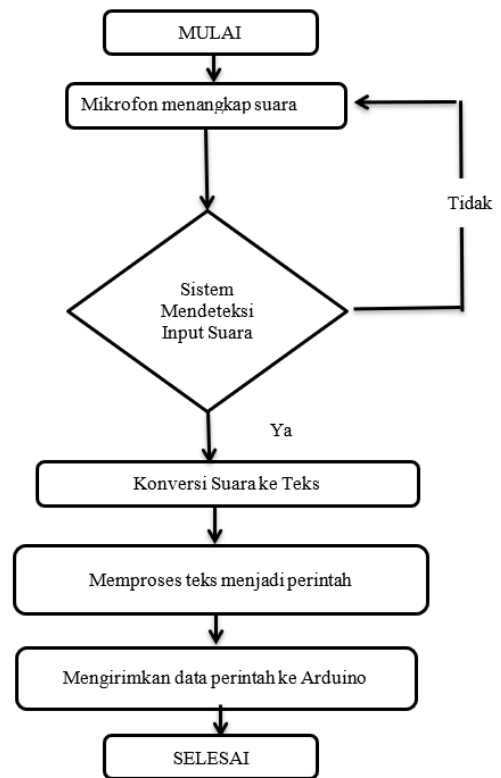 MULAI
Mikrofon menangkap suara
Tidak
Sistem
Mendeteksi
Input Suara
Ya
Konversi Suara ke Teks
Memproses teks menjadi perintah
Mengirimkan data perintah ke Arduino
SELESAI